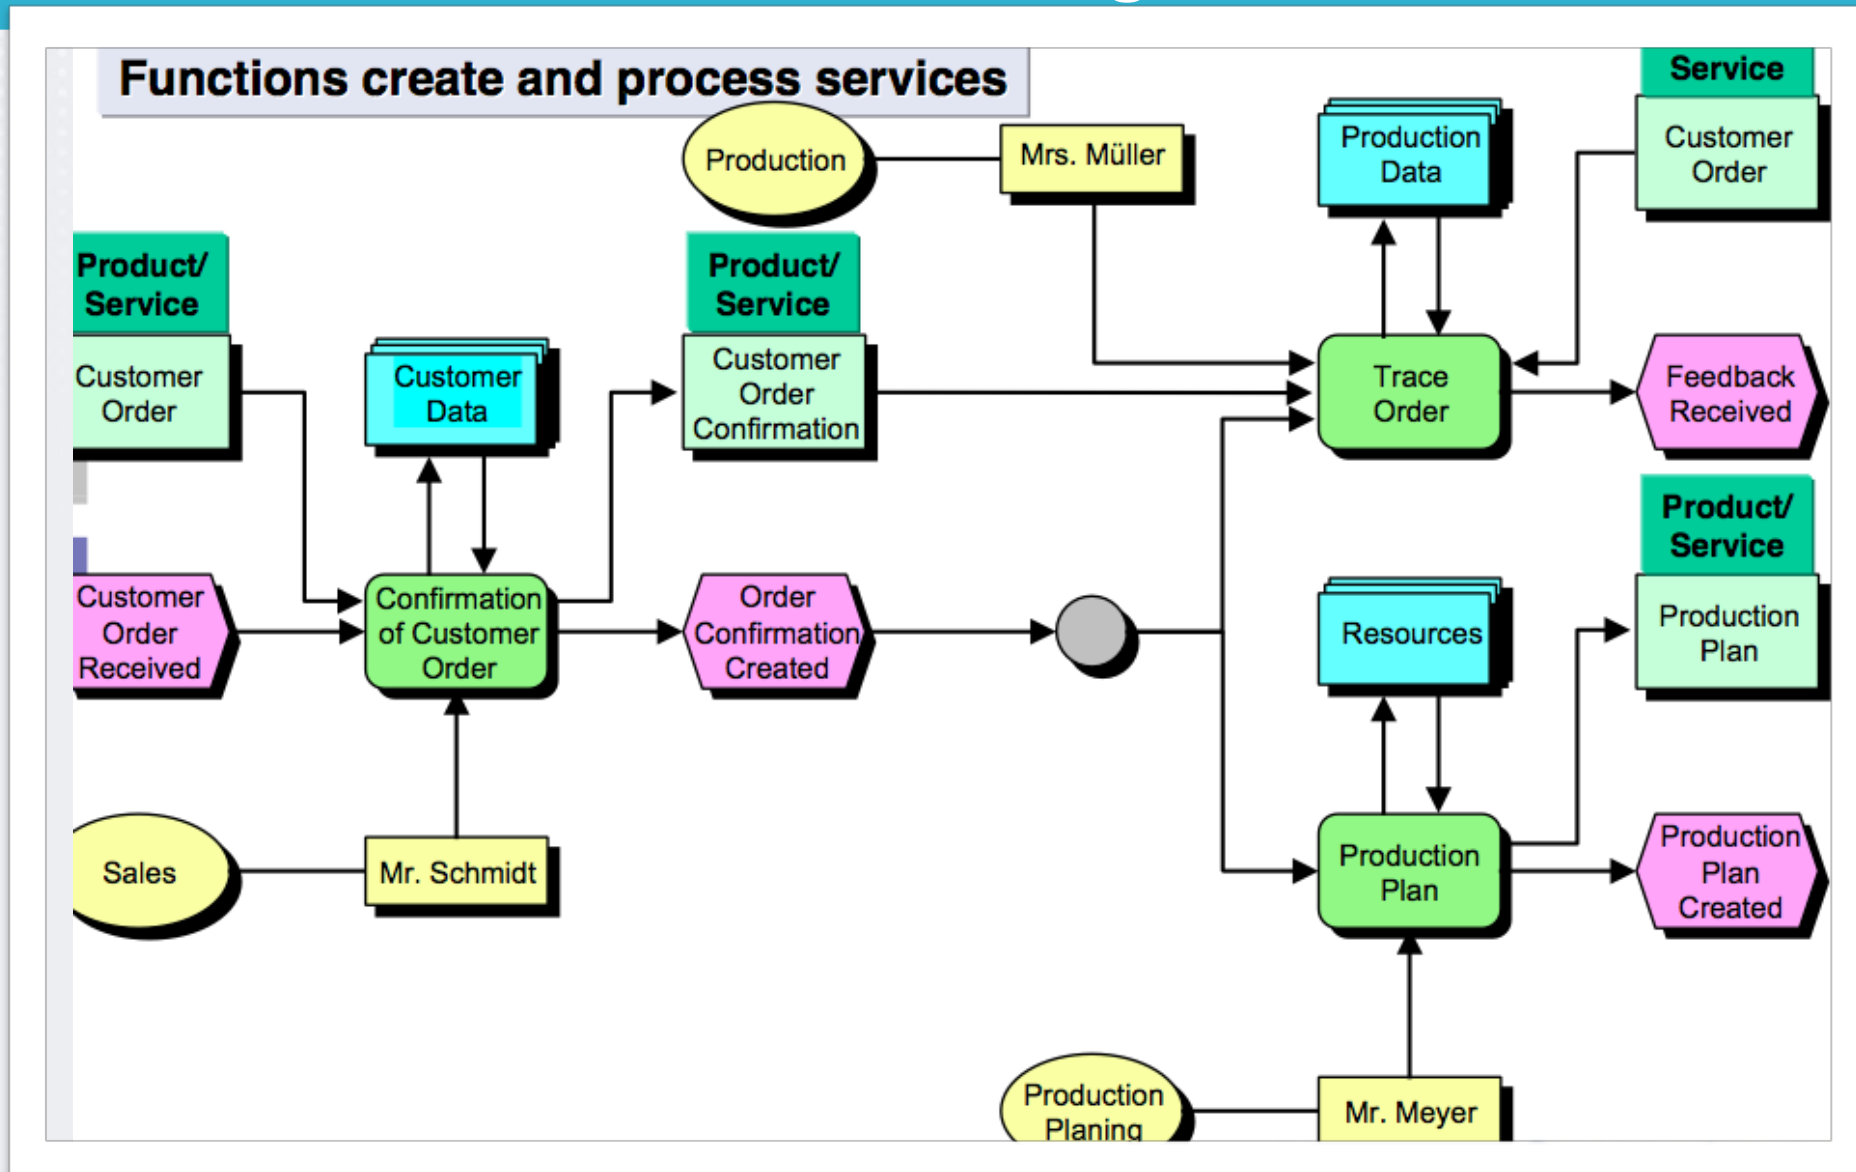 Functions create and process services
Service
Customer
Order
Production
Data
Production
Mrs. Müller
Product/
Service
Customer
Order
Customer
Data
Product/
Service
Customer
Order
Confirmation
Trace
Order
Feedback
Received
Product/
Service
Production
Plan
Resources
Customer
Order
Received
Confirmation
of Customer
Order
Order
Confirmation
Created
Sales
Mr. Schmidt
Production
Plan
Production
Plan
Created
Production
Planing
Mr. Meyer